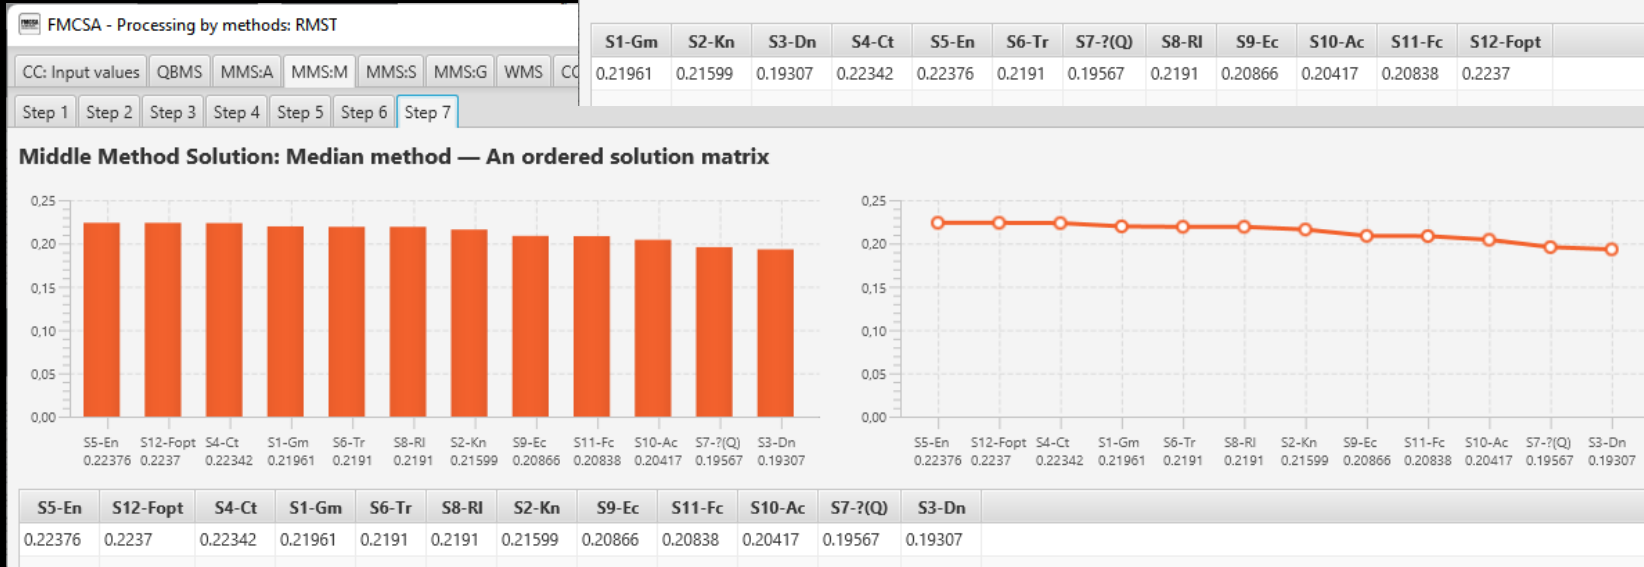 FMCSA - Processing by methods: RMST
S1-Gm S2-Kn S3-Dn S4-Ct S5-En S6-Tr S7-?(Q) S8-RI S9-Ec S10-Ac S11-Fc S12-Fopt
0.21961 0.21599 0.19307 0.22342 0.22376 0.2191 0.19567 0.2191 0.20866 0.20417 0.20838 0.2237
CC: Input values QBMS MMS:A MMS:M MMS:S MMS:G WMS
Step 1 Step 2 Step 3 Step 4 Step 5 Step 6 Step 7
Middle Method Solution: Median method — An ordered solution matrix
0,25
0,20
0,15
0,10
0,05
0,00
S5-En S12-Fopt S4-Ct S1-Gm S6-Tr S8-RI S2-Kn S9-Ec S11-Fc S10-Ac S7-?(Q) S3-Dn
0.22376 0.2237 0.22342 0.21961 0.2191 0.2191 0.21599 0.20866 0.20838 0.20417 0.19567 0.19307
0,25
0,20
0,15
0,10
0,05
0,00
S5-En S12-Fopt S4-Ct S1-Gm S6-Tr S8-RI S2-Kn S9-Ec S11-Fc S10-Ac S7-?(Q) S3-Dn
0.22376 0.2237 0.22342 0.21961 0.2191 0.2191 0.21599 0.20866 0.20838 0.20417 0.19567 0.19307
S5-En S12-Fopt S4-Ct S1-Gm S6-Tr S8-RI S2-Kn S9-Ec S11-Fc S10-Ac S7-?(Q) S3-Dn
0.22376 0.2237 0.22342 0.21961 0.2191 0.2191 0.21599 0.20866 0.20838 0.20417 0.19567 0.19307